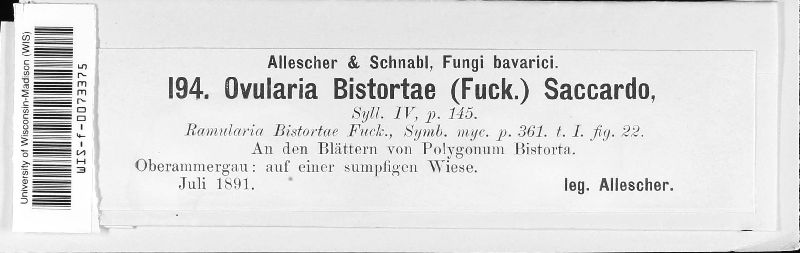 University of Wisconsin-Madison (WIS)
WIS-f-0073375
Allescher & Schnabl, Fungi bavarici.
194. Ovularia Bistortae (Fuck.) Saccardo,
Syll. IV, p. 145.
Ramularia Bistortae Fuck., Symb. myc. p. 361. t. I. fig. 22.
An den Blättern von Polygonum Bistorta.
Oberammergau: auf einer sumpfigen Wiese.
Juli 1891. leg. Allescher.